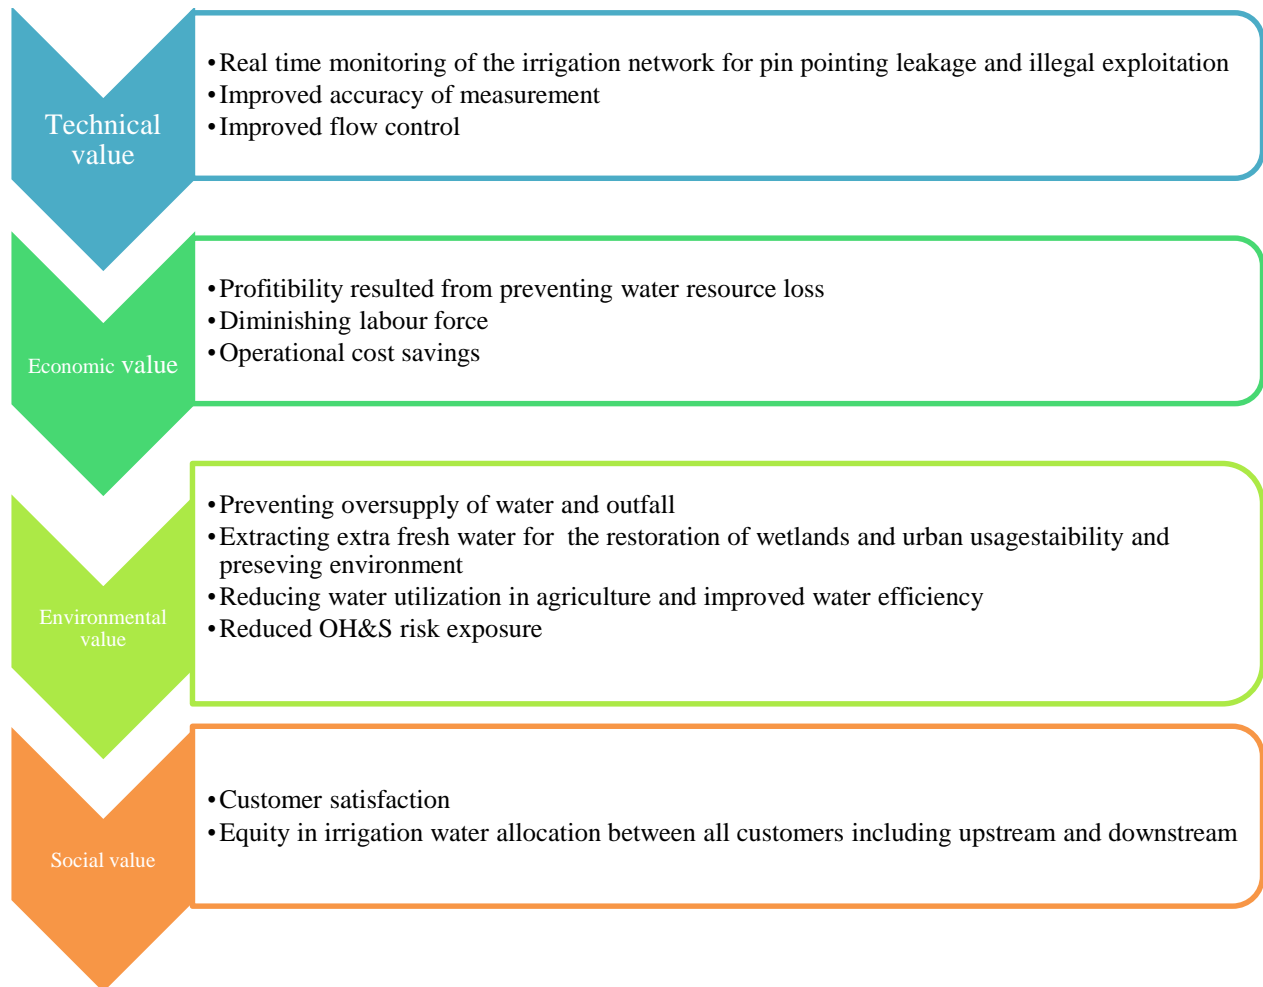 Technical
value
•Real time monitoring of the irrigation network for pin pointing leakage and illegal exploitation
•Improved accuracy of measurement
•Improved flow control
Economic value
•Profitibility resulted from preventing water resource loss
•Diminishing labour force
•Operational cost savings
Environmental
value
•Preventing oversupply of water and outfall
•Extracting extra fresh water for  the restoration of wetlands and urban usagestaibility and
preseving environment
•Reducing water utilization in agriculture and improved water efficiency
•Reduced OH&S risk exposure
Social value
•Customer satisfaction
•Equity in irrigation water allocation between all customers including upstream and downstream